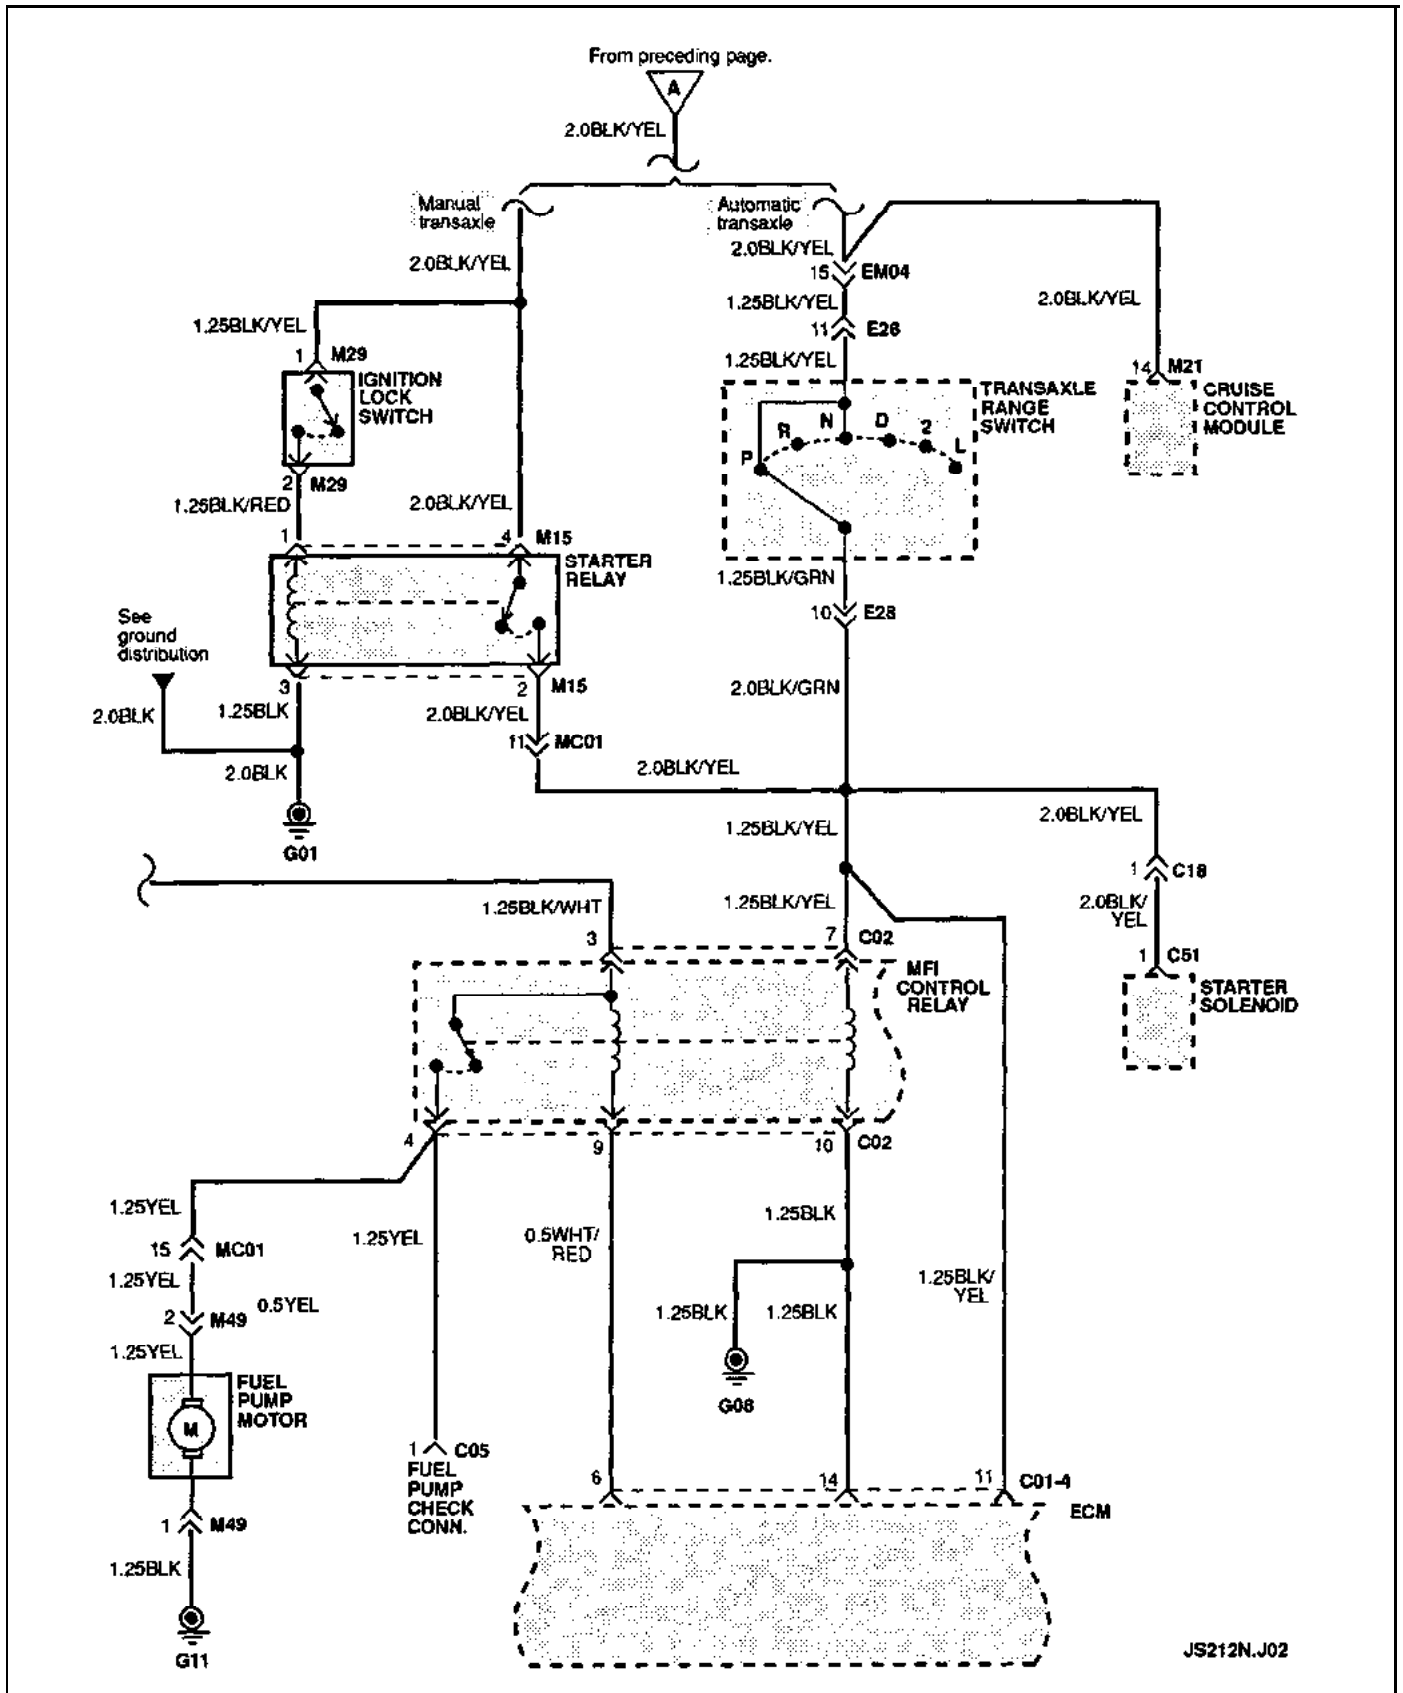 From preceding page.
A
2.0BLK/YEL
Manual
transaxle
Automatic
transaxle
2.0BLK/YEL
2.0BLK/YEL
15
EM04
1.25BLK/YEL
2.0BLK/YEL
1.25BLK/YEL
11
E26
1
M29
1.25BLK/YEL
14
M21
IGNITION
LOCK
SWITCH
TRANSAXLE
RANGE
SWITCH
CRUISE
CONTROL
MODULE
P
R
N
D
2
L
2
M29
1.25BLK/RED
2.0BLK/YEL
1
4
M15
STARTER
RELAY
1.25BLK/GRN
10
E28
See
ground
distribution
3
2
M15
2.0BLK/GRN
2.0BLK
1.25BLK
2.0BLK/YEL
11
MC01
2.0BLK
2.0BLK/YEL
2.0BLK/YEL
1.25BLK/YEL
G01
1
C18
1.25BLK/WHT
1.25BLK/YEL
2.0BLK/
YEL
3
7
C02
1
C51
MFI
CONTROL
RELAY
STARTER
SOLENOID
4
9
10
C02
1.25YEL
1.25YEL
0.5WHT/
RED
1.25BLK
15
MC01
1.25YEL
0.5YEL
1.25BLK/
YEL
2
M49
1.25BLK
1.25BLK
1.25YEL
FUEL
PUMP
MOTOR
M
G08
1
C05
FUEL
PUMP
CHECK
CONN.
6
14
11
C01-4
ECM
1
M49
1.25BLK
G11
JS212N.J02